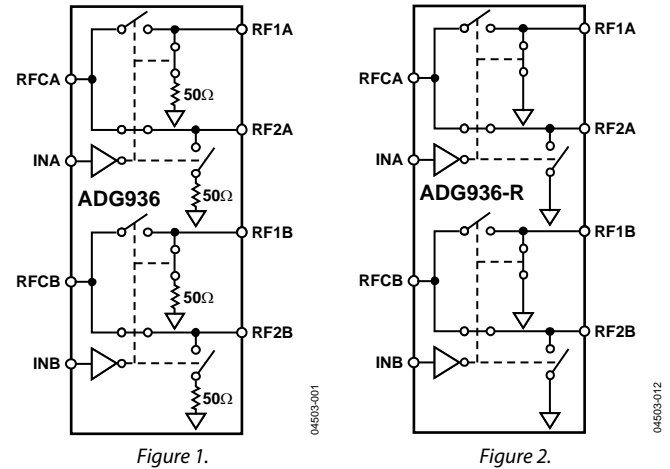 RF1A
RFCA
50Ω
RF2A
INA
50Ω
ADG936
RF1B
RFCB
50Ω
RF2B
INB
50Ω
04503-001
Figure 1.
RF1A
RFCA
RF2A
INA
ADG936-R
RF1B
RFCB
RF2B
INB
04503-012
Figure 2.